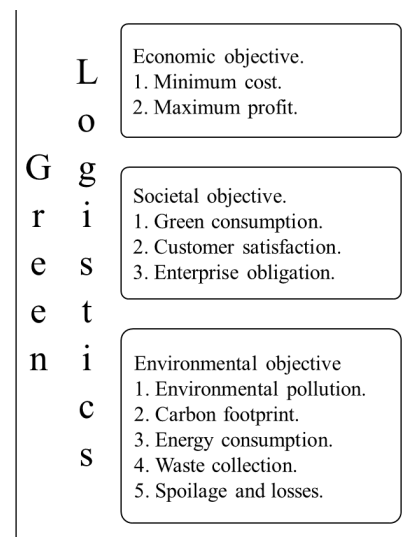 Green
Logistics
Economic objective.
1. Minimum cost.
2. Maximum profit.
Societal objective.
1. Green consumption.
2. Customer satisfaction.
3. Enterprise obligation.
Environmental objective
1. Environmental pollution.
2. Carbon footprint.
3. Energy consumption.
4. Waste collection.
5. Spoilage and losses.